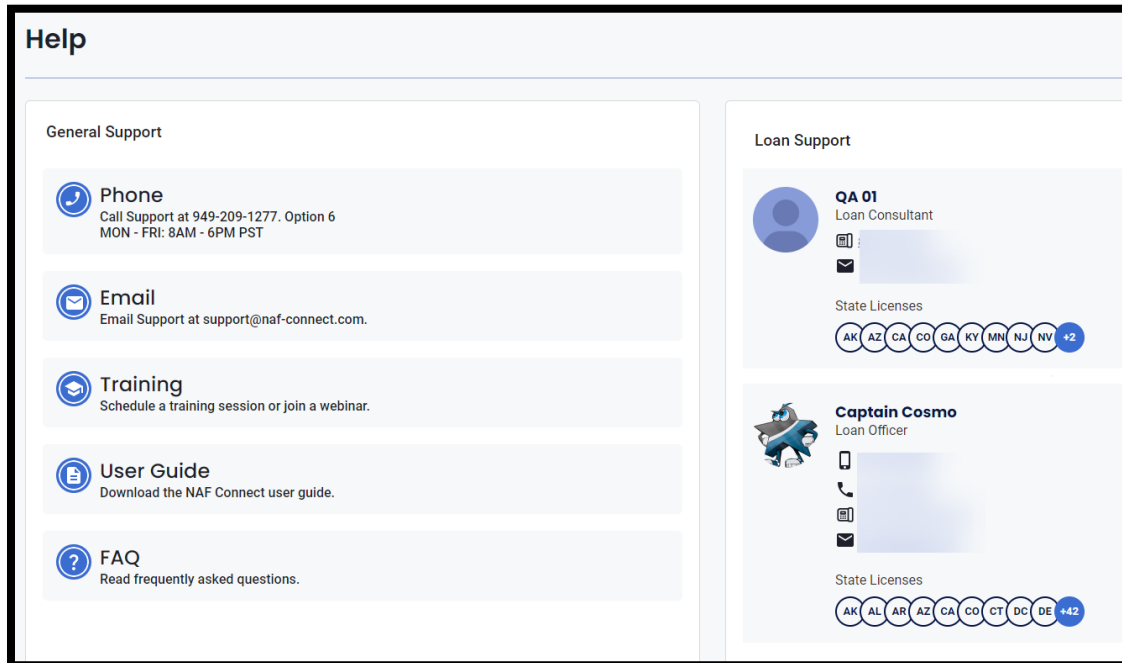 Help
General Support
Phone
Call Support at 949-209-1277. Option 6
MON - FRI: 8AM - 6PM PST
Email
Email Support at support@naf-connect.com.
Training
Schedule a training session or join a webinar.
User Guide
Download the NAF Connect user guide.
FAQ
Read frequently asked questions.
Loan Support
QA 01
Loan Consultant
State Licenses
AK AZ CA CO GA KY MN NJ NV +2
Captain Cosmo
Loan Officer
State Licenses
AK AL AR AZ CA CO CT DC DE +42